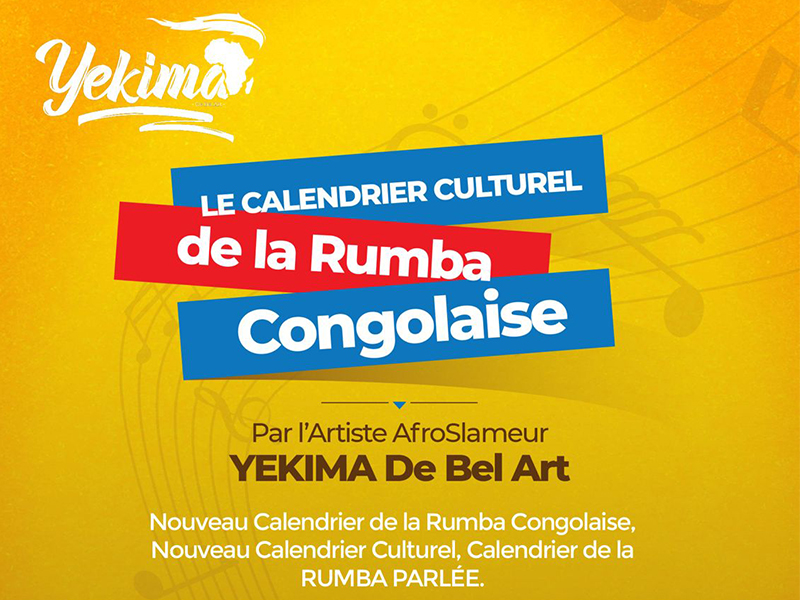 Yekima
LE CALENDRIER CULTUREL
de la Rumba
Congolaise
Par l'Artiste AfroSlameur
YEKIMA De Bel Art
Nouveau Calendrier de la Rumba Congolaise,
Nouveau Calendrier Culturel, Calendrier de la
RUMBA PARLÉE.